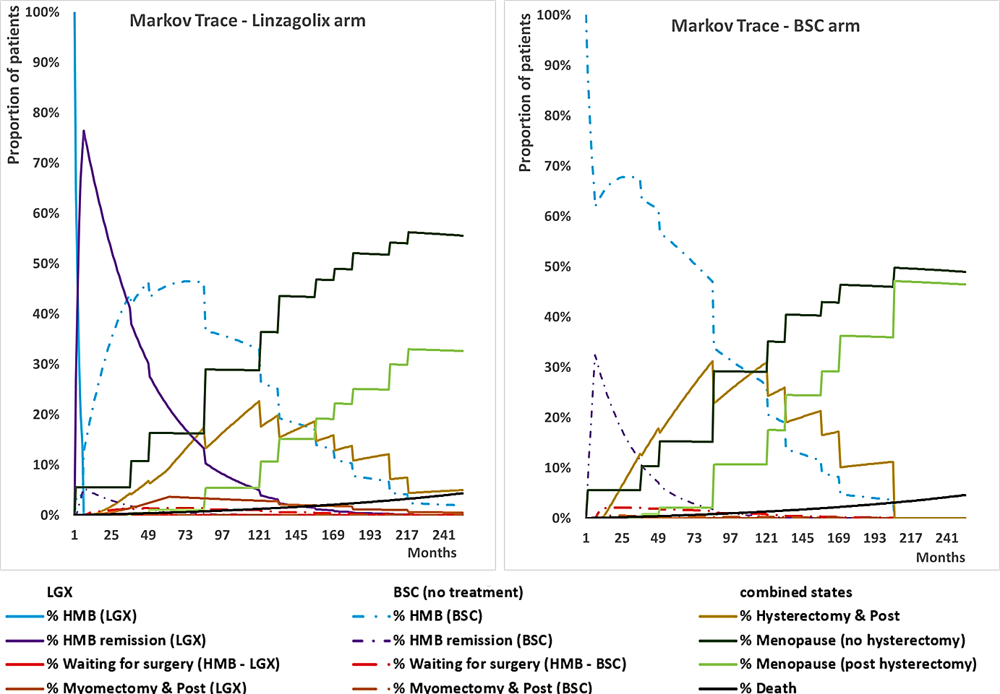 Markov Trace - Linzagolix arm
Proportion of patients
100%
90%
80%
70%
60%
50%
40%
30%
20%
10%
0%
1 25 49 73 97 121 145 169 193 217 241
Months
Markov Trace - BSC arm
Proportion of patients
100%
90%
80%
70%
60%
50%
40%
30%
20%
10%
0%
1 25 49 73 97 121 145 169 193 217 241
Months
LGX
% HMB (LGX)
% HMB remission (LGX)
% Waiting for surgery (HMB - LGX)
% Myomectomy & Post (LGX)
BSC (no treatment)
% HMB (BSC)
% HMB remission (BSC)
% Waiting for surgery (HMB - BSC)
% Myomectomy & Post (BSC)
combined states
% Hysterectomy & Post
% Menopause (no hysterectomy)
% Menopause (post hysterectomy)
% Death